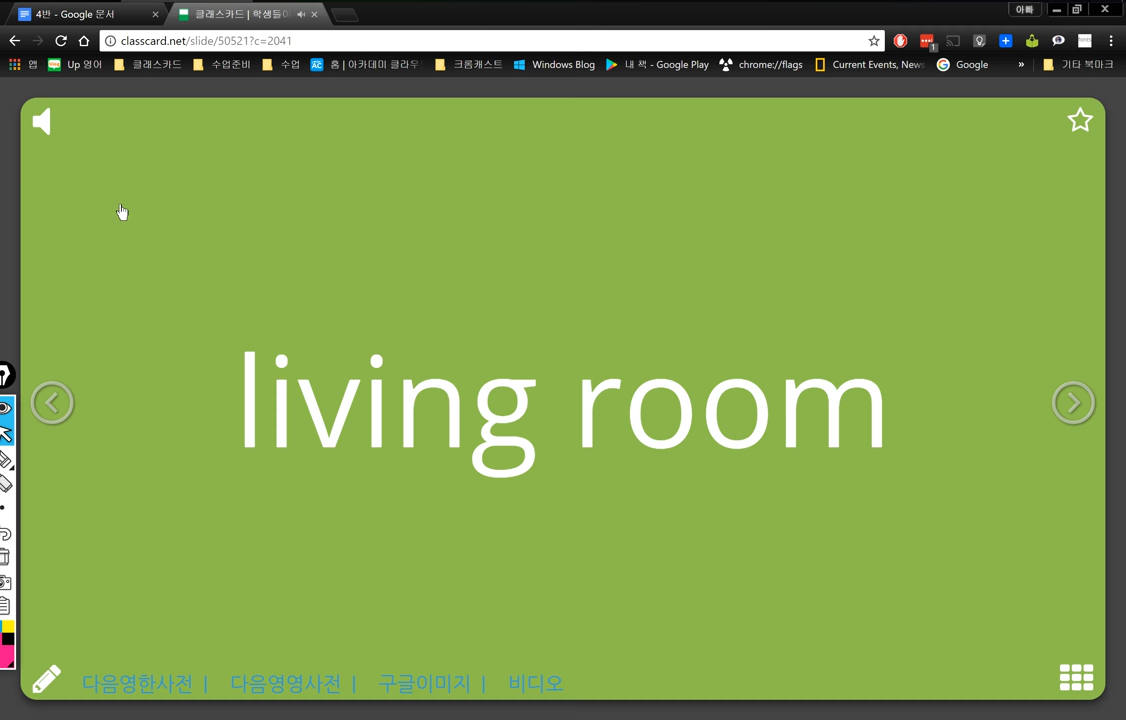 4반 - Google 문서
클래스카드 | 학생들이
아빠
classcard.net/slide/50521?c=2041
앱 Up 영어 클래스카드 수업준비 수업 홈 | 아카데미 클라우 크롬캐스트 Windows Blog 내 책 - Google Play chrome://flags Current Events, News Google » 기타 북마크
living room
다음영한사전 | 다음영영사전 | 구글이미지 | 비디오